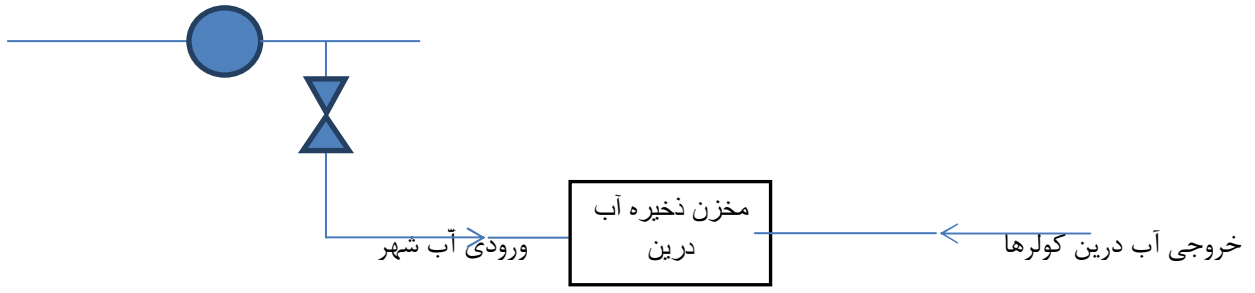 مخزن ذخیره آب
درین
خروجی آب درین کولرها
ورودی آب شهر